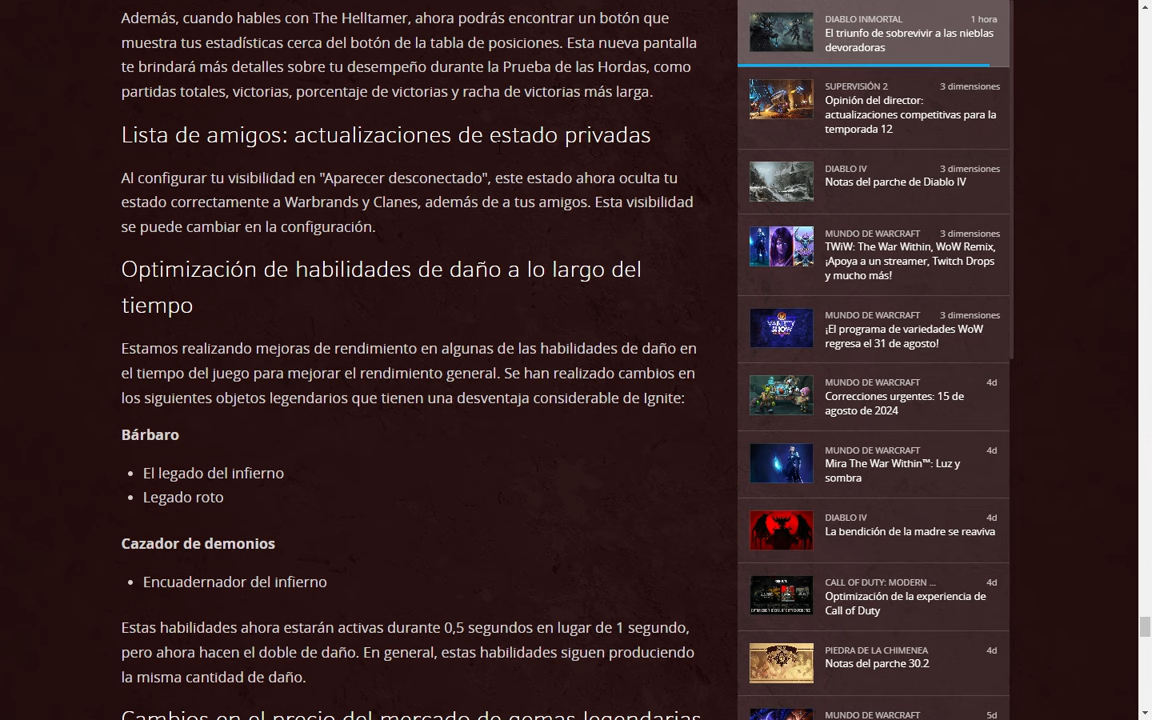 Además, cuando hables con The Helltamer, ahora podrás encontrar un botón que
muestra tus estadísticas cerca del botón de la tabla de posiciones. Esta nueva pantalla
te brindará más detalles sobre tu desempeño durante la Prueba de las Hordas, como
partidas totales, victorias, porcentaje de victorias y racha de victorias más larga.
Lista de amigos: actualizaciones de estado privadas
Al configurar tu visibilidad en "Aparecer desconectado", este estado ahora oculta tu
estado correctamente a Warbrands y Clanes, además de a tus amigos. Esta visibilidad
se puede cambiar en la configuración.
Optimización de habilidades de daño a lo largo del
tiempo
Estamos realizando mejoras de rendimiento en algunas de las habilidades de daño en
el tiempo del juego para mejorar el rendimiento general. Se han realizado cambios en
los siguientes objetos legendarios que tienen una desventaja considerable de Ignite:
Bárbaro
• El legado del infierno
• Legado roto
Cazador de demonios
• Encuadernador del infierno
Estas habilidades ahora estarán activas durante 0,5 segundos en lugar de 1 segundo,
pero ahora hacen el doble de daño. En general, estas habilidades siguen produciendo
la misma cantidad de daño.
Cambios en el precio del mercado de gemas legendarias
DIABLO INMORTAL 1 hora
El triunfo de sobrevivir a las nieblas
devoradoras
SUPERVISIÓN 2 3 dimensiones
Opinión del director:
actualizaciones competitivas para la
temporada 12
DIABLO IV 3 dimensiones
Notas del parche de Diablo IV
MUNDO DE WARCRAFT 3 dimensiones
TWiW: The War Within, WoW Remix,
¡Apoya a un streamer, Twitch Drops
y mucho más!
MUNDO DE WARCRAFT 3 dimensiones
¡El programa de variedades WoW
regresa el 31 de agosto!
MUNDO DE WARCRAFT 4d
Correcciones urgentes: 15 de
agosto de 2024
MUNDO DE WARCRAFT 4d
Mira The War Within™: Luz y
sombra
DIABLO IV 4d
La bendición de la madre se reaviva
CALL OF DUTY: MODERN ... 4d
Optimización de la experiencia de
Call of Duty
PIEDRA DE LA CHIMENEA 4d
Notas del parche 30.2
MUNDO DE WARCRAFT 5d